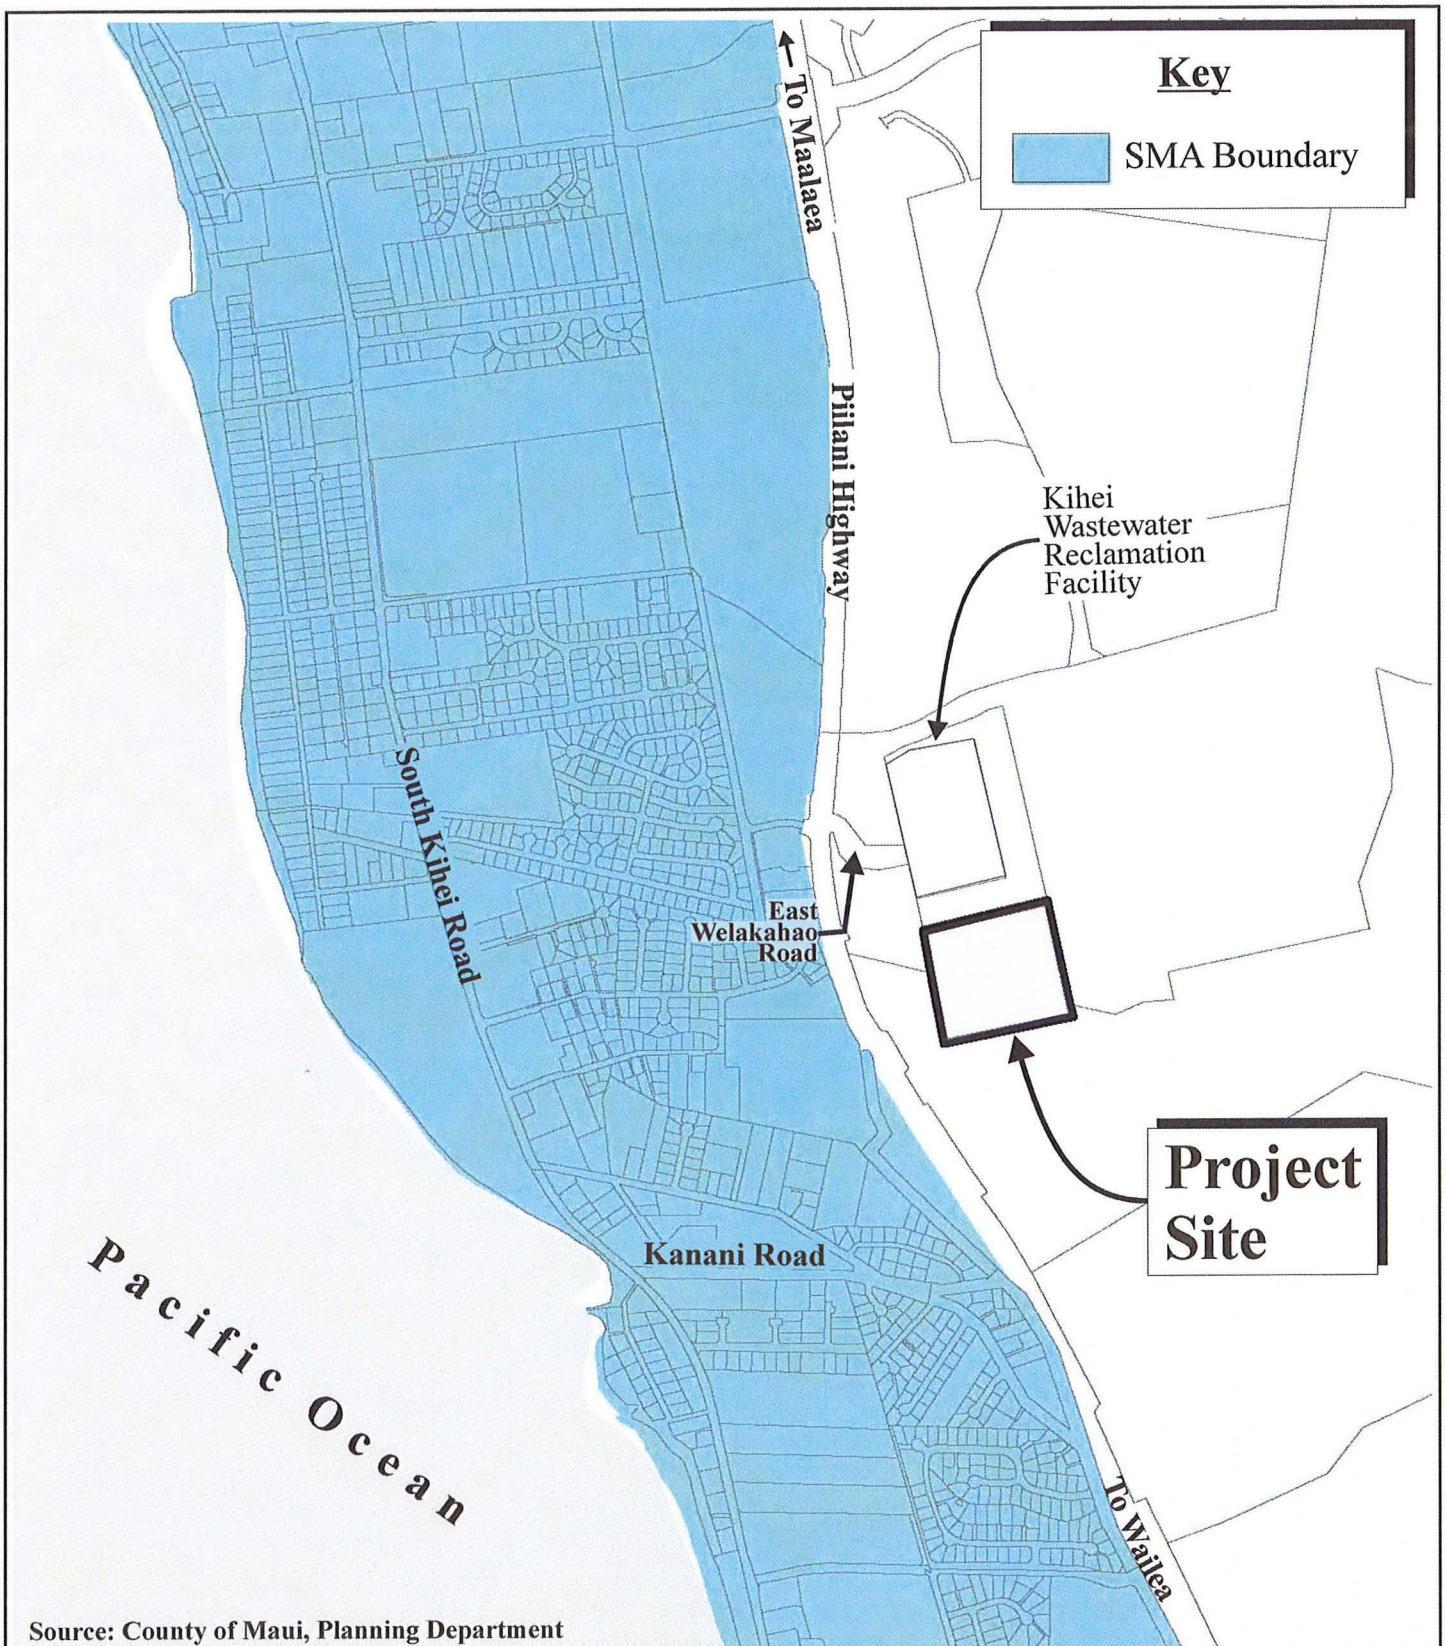 Key
SMA Boundary
To Maalaea
Piilani Highway
Kihei
Wastewater
Reclamation
Facility
South Kihei Road
East
Welakahao
Road
Project
Site
Kanani Road
Pacific Ocean
To Wailea
Source: County of Maui, Planning Department